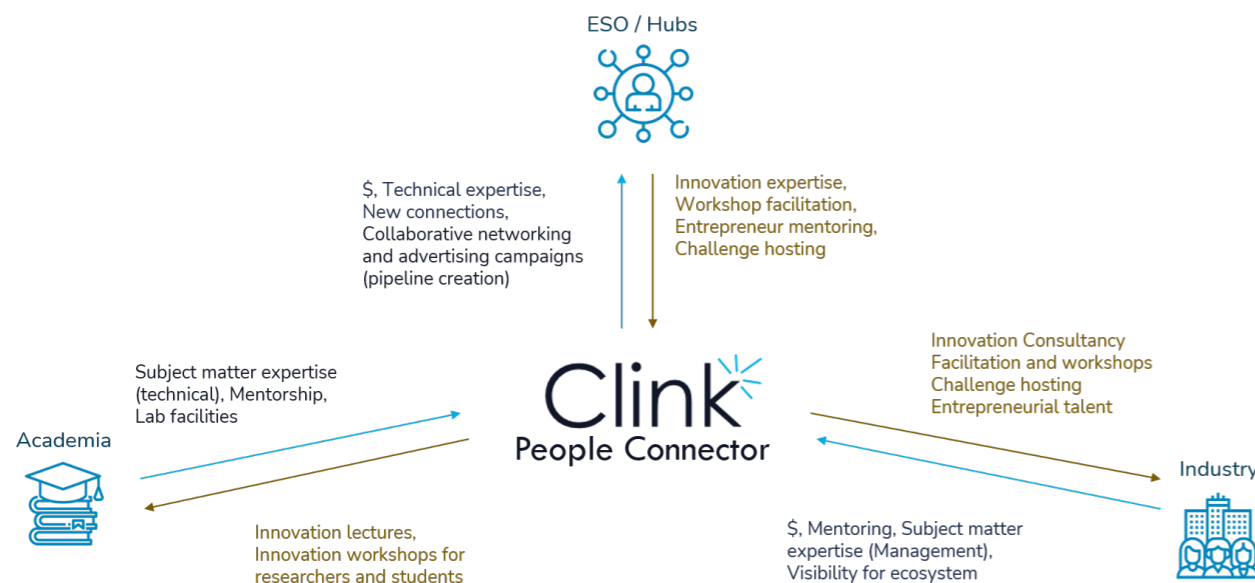 ESO / Hubs
$, Technical expertise,
New connections,
Collaborative networking
and advertising campaigns
(pipeline creation)
Innovation expertise,
Workshop facilitation,
Entrepreneur mentoring,
Challenge hosting
Subject matter expertise
(technical), Mentorship,
Lab facilities
Clink
People Connector
Innovation Consultancy
Facilitation and workshops
Challenge hosting
Entrepreneurial talent
Academia
Industry
Innovation lectures,
Innovation workshops for
researchers and students
$, Mentoring, Subject matter
expertise (Management),
Visibility for ecosystem